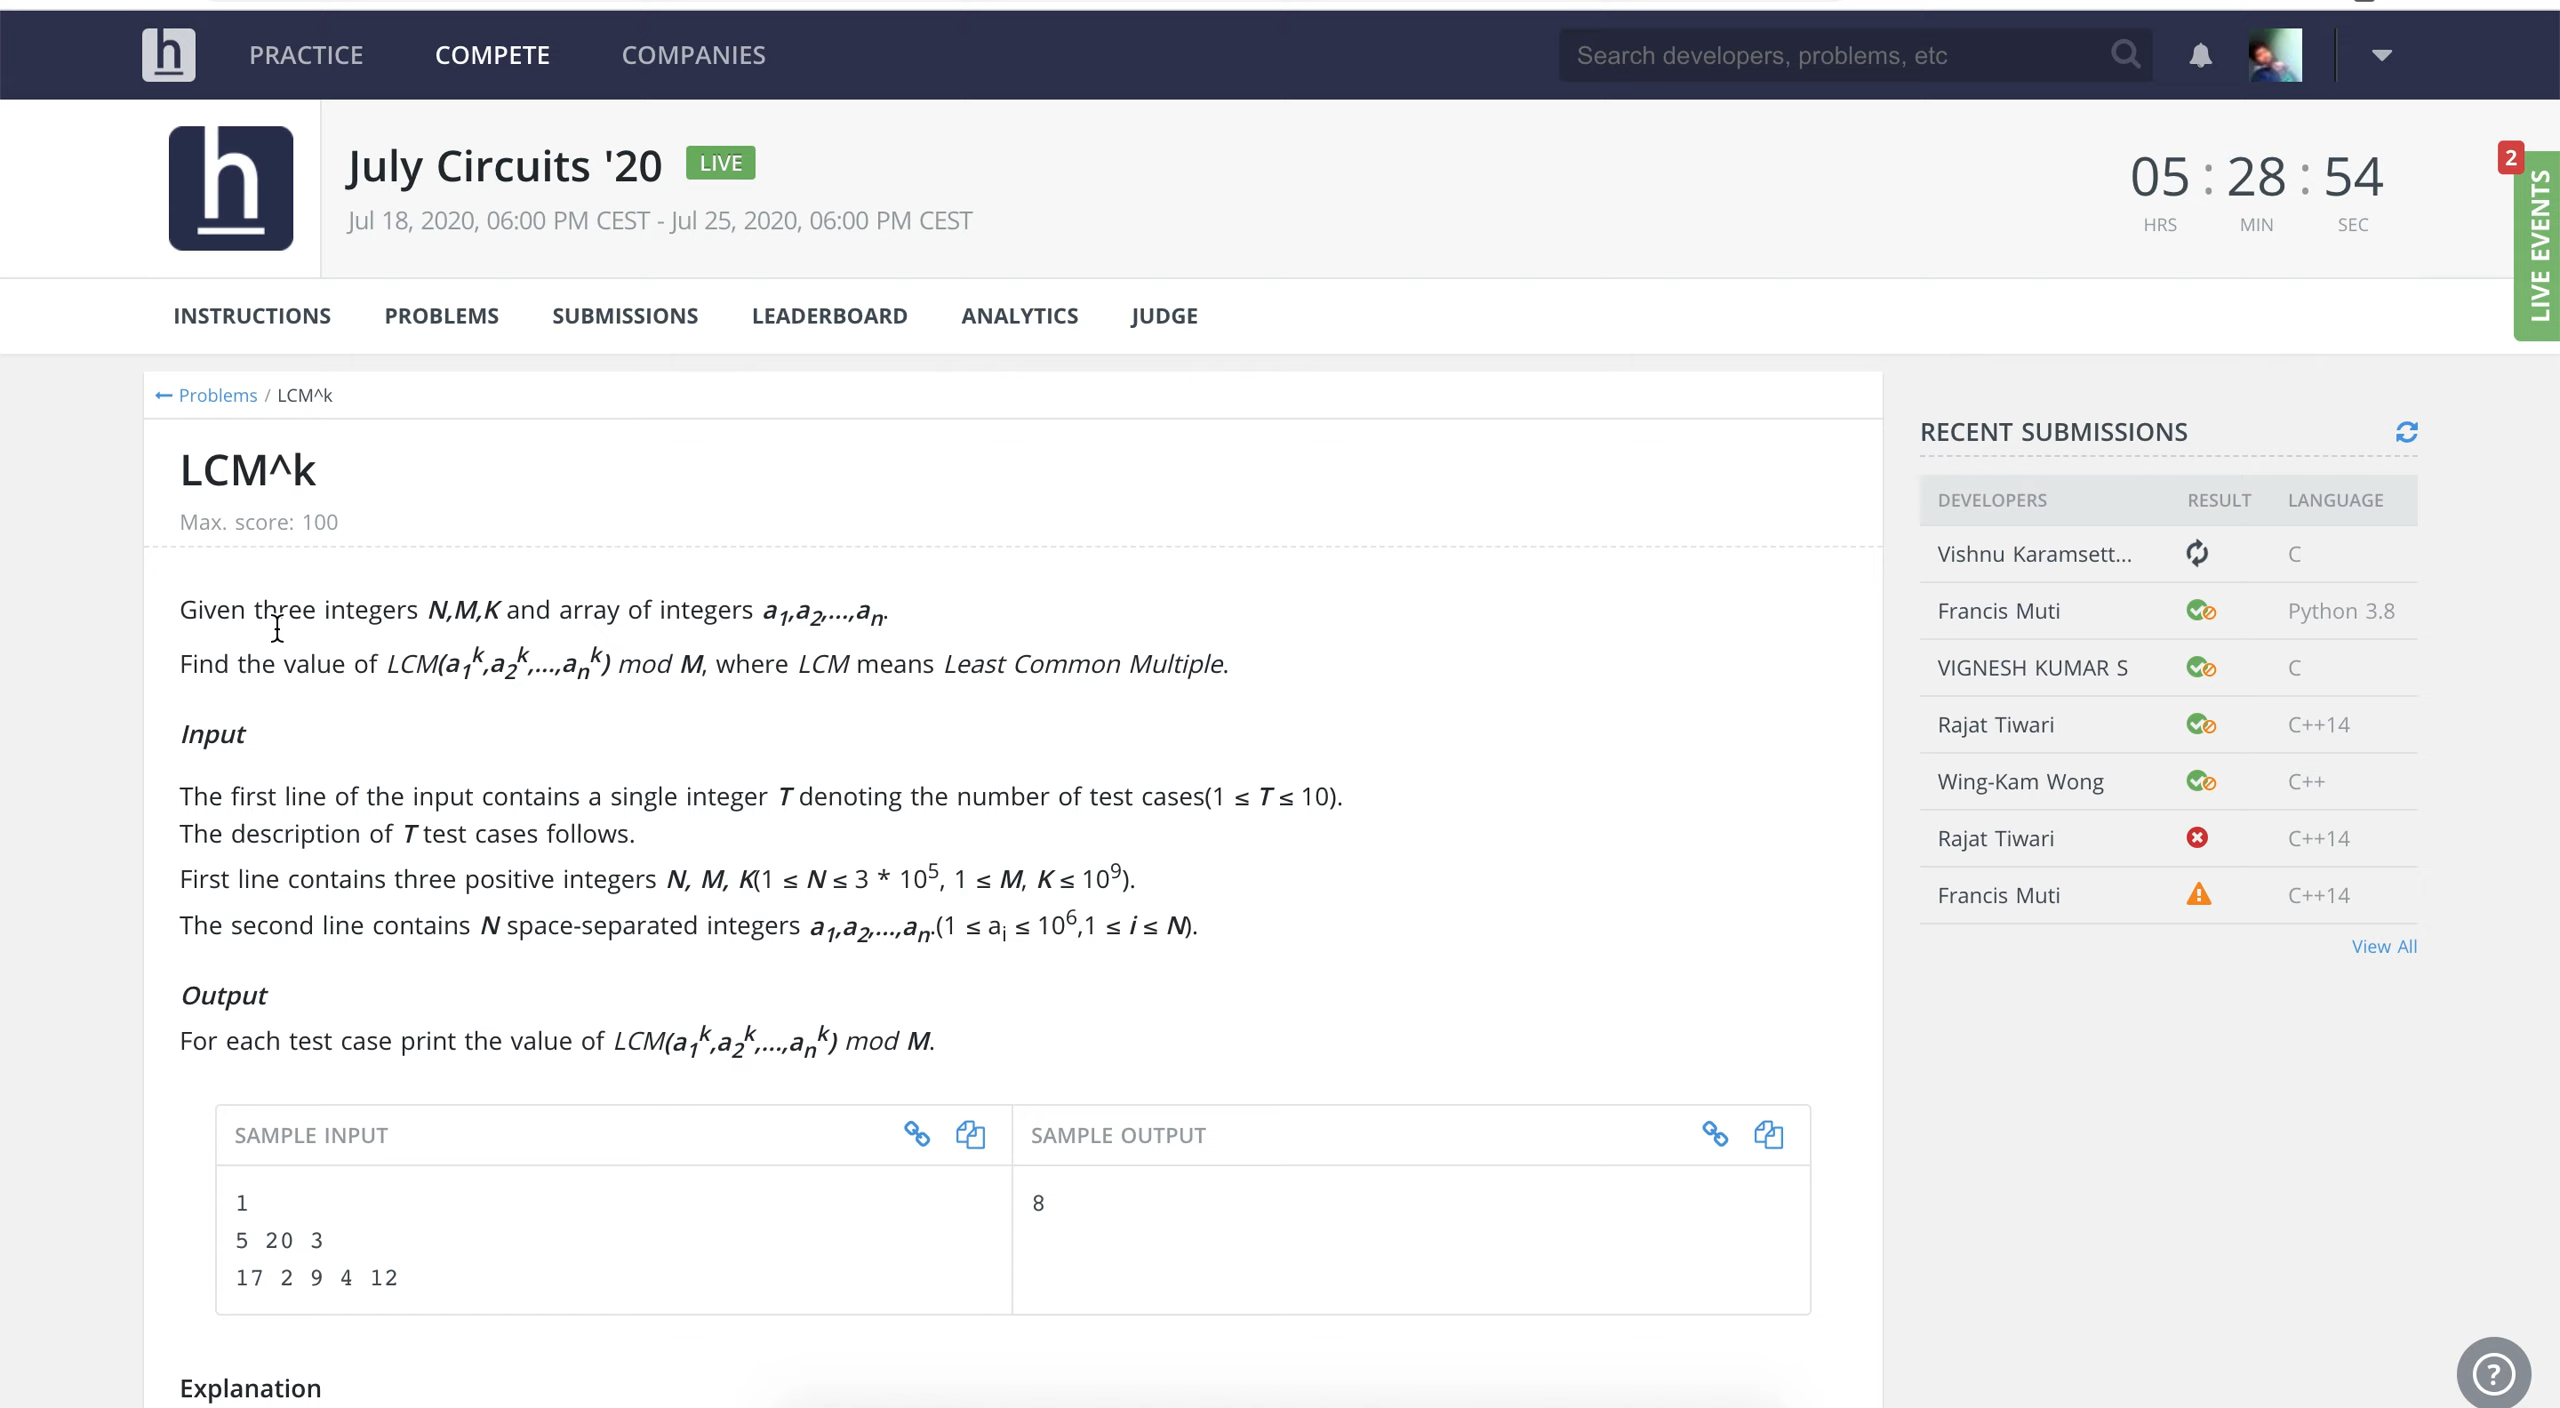 h PRACTICE COMPETE COMPANIES Search developers, problems, etc
h July Circuits '20 LIVE
Jul 18, 2020, 06:00 PM CEST - Jul 25, 2020, 06:00 PM CEST
05 : 28 : 54
HRS MIN SEC
2
LIVE EVENTS
INSTRUCTIONS PROBLEMS SUBMISSIONS LEADERBOARD ANALYTICS JUDGE
← Problems / LCM^k
LCM^k
Max. score: 100
Given three integers N,M,K and array of integers a₁,a₂,...,aₙ.
Find the value of LCM(a₁ᵏ,a₂ᵏ,...,aₙᵏ) mod M, where LCM means Least Common Multiple.
Input
The first line of the input contains a single integer T denoting the number of test cases(1 ≤ T ≤ 10).
The description of T test cases follows.
First line contains three positive integers N, M, K(1 ≤ N ≤ 3 * 10⁵, 1 ≤ M, K ≤ 10⁹).
The second line contains N space-separated integers a₁,a₂,...,aₙ.(1 ≤ aᵢ ≤ 10⁶,1 ≤ i ≤ N).
Output
For each test case print the value of LCM(a₁ᵏ,a₂ᵏ,...,aₙᵏ) mod M.
SAMPLE INPUT
1
5 20 3
17 2 9 4 12
SAMPLE OUTPUT
8
Explanation
RECENT SUBMISSIONS
DEVELOPERS RESULT LANGUAGE
Vishnu Karamsett... C
Francis Muti Python 3.8
VIGNESH KUMAR S C
Rajat Tiwari C++14
Wing-Kam Wong C++
Rajat Tiwari C++14
Francis Muti C++14
View All
?